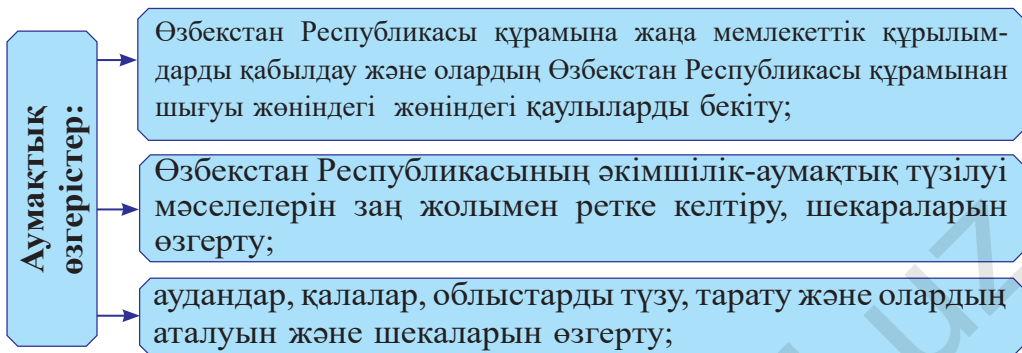 Аумақтық
өзгерістер:
Өзбекстан Республикасы құрамына жаңа мемлекеттік құрылым-
дарды қабылдау және олардың Өзбекстан Республикасы құрамынан
шығуы жөніндегі жөніндегі қаулыларды бекіту;
Өзбекстан Республикасының әкімшілік-аумақтық түзілуі
мәселелерін заң жолымен ретке келтіру, шекараларын
өзгерту;
аудандар, қалалар, облыстарды түзу, тарату және олардың
аталуын және шекаларын өзгерту;
uz